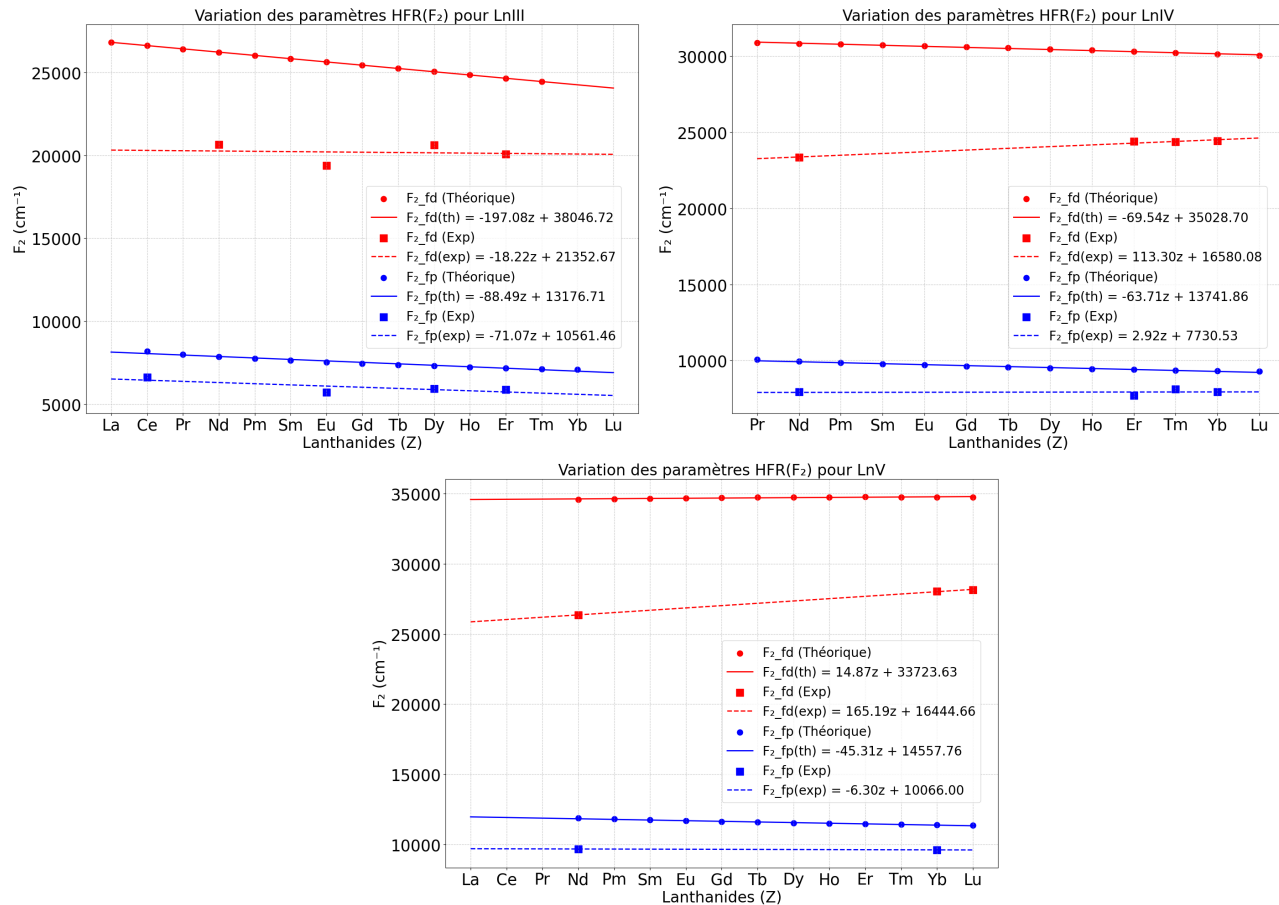 Variation des paramètres HFR(F₂) pour LnIII
F₂ (cm⁻¹)
25000
20000
15000
10000
5000
F₂_fd (Théorique)
F₂_fd(th) = -197.08z + 38046.72
F₂_fd (Exp)
F₂_fd(exp) = -18.22z + 21352.67
F₂_fp (Théorique)
F₂_fp(th) = -88.49z + 13176.71
F₂_fp (Exp)
F₂_fp(exp) = -71.07z + 10561.46
La Ce Pr Nd Pm Sm Eu Gd Tb Dy Ho Er Tm Yb Lu
Lanthanides (Z)
Variation des paramètres HFR(F₂) pour LnIV
F₂ (cm⁻¹)
30000
25000
20000
15000
10000
F₂_fd (Théorique)
F₂_fd(th) = -69.54z + 35028.70
F₂_fd (Exp)
F₂_fd(exp) = 113.30z + 16580.08
F₂_fp (Théorique)
F₂_fp(th) = -63.71z + 13741.86
F₂_fp (Exp)
F₂_fp(exp) = 2.92z + 7730.53
Pr Nd Pm Sm Eu Gd Tb Dy Ho Er Tm Yb Lu
Lanthanides (Z)
Variation des paramètres HFR(F₂) pour LnV
F₂ (cm⁻¹)
35000
30000
25000
20000
15000
10000
F₂_fd (Théorique)
F₂_fd(th) = 14.87z + 33723.63
F₂_fd (Exp)
F₂_fd(exp) = 165.19z + 16444.66
F₂_fp (Théorique)
F₂_fp(th) = -45.31z + 14557.76
F₂_fp (Exp)
F₂_fp(exp) = -6.30z + 10066.00
La Ce Pr Nd Pm Sm Eu Gd Tb Dy Ho Er Tm Yb Lu
Lanthanides (Z)